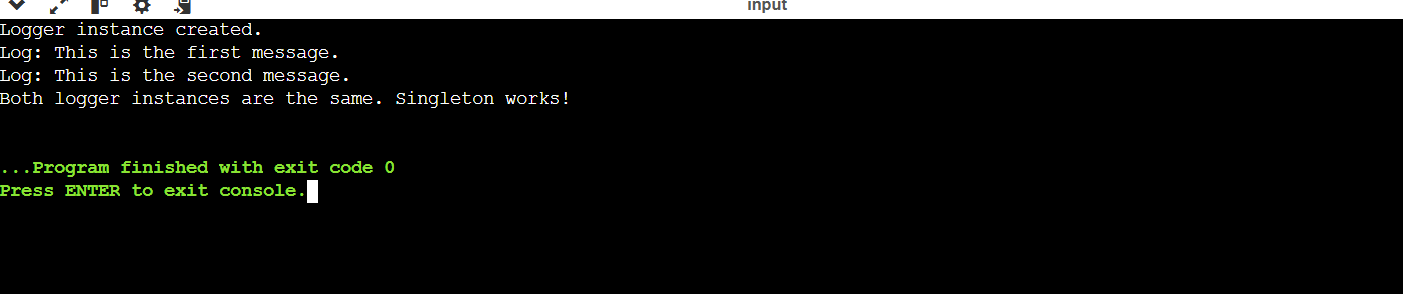 input
Logger instance created.
Log: This is the first message.
Log: This is the second message.
Both logger instances are the same. Singleton works!
...Program finished with exit code 0
Press ENTER to exit console.